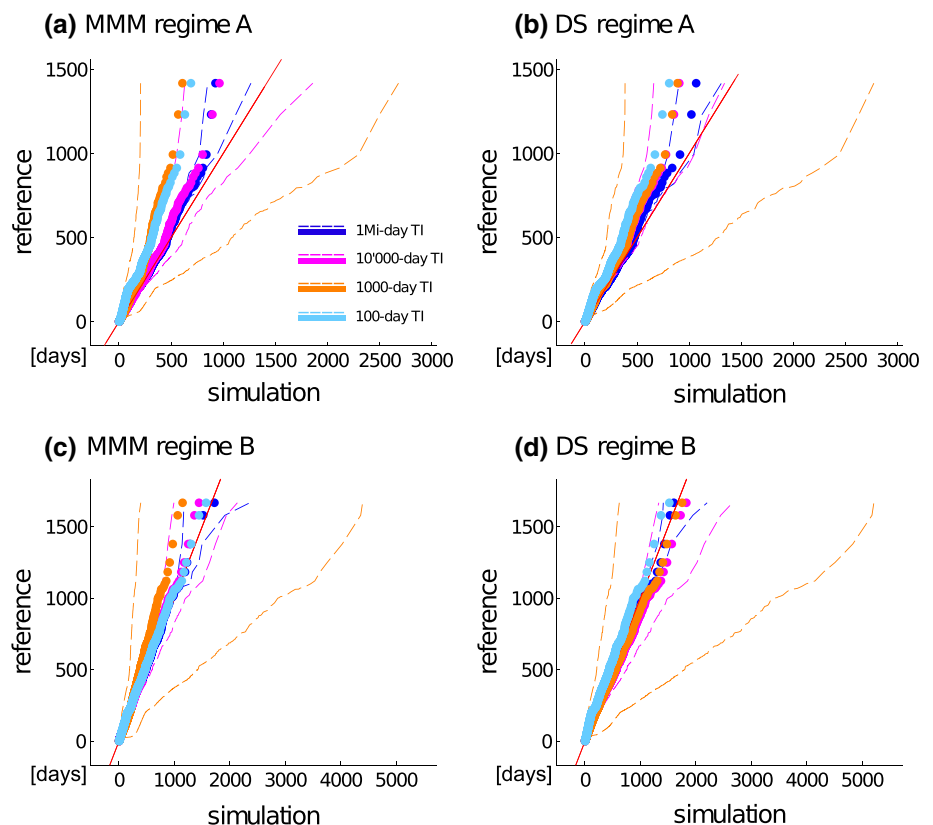 (a) MMM regime A
1500
1000
500
0
reference
[days]
0 500 1000 1500 2000 2500 3000
simulation
1Mi-day TI
10'000-day TI
1000-day TI
100-day TI
(b) DS regime A
1500
1000
500
0
reference
[days]
0 500 1000 1500 2000 2500 3000
simulation
(c) MMM regime B
1500
1000
500
0
reference
[days]
0 1000 2000 3000 4000 5000
simulation
(d) DS regime B
1500
1000
500
0
reference
[days]
0 1000 2000 3000 4000 5000
simulation